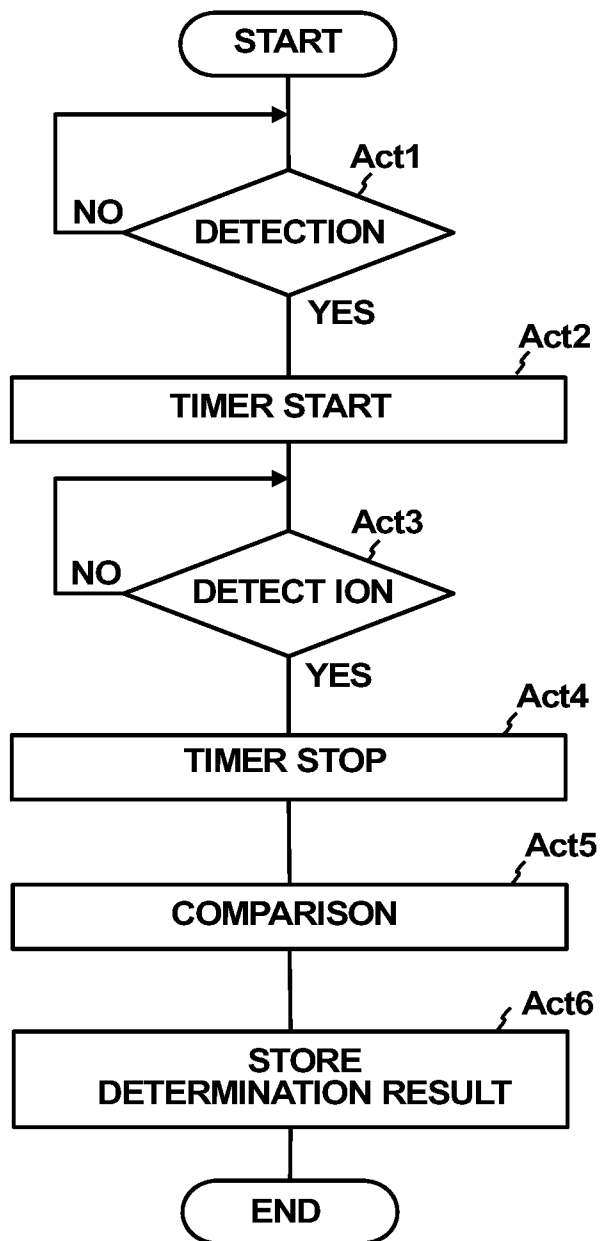 START
Act1
NO
DETECTION
YES
Act2
TIMER START
Act3
NO
DETECT ION
YES
Act4
TIMER STOP
Act5
COMPARISON
Act6
STORE
DETERMINATION RESULT
END